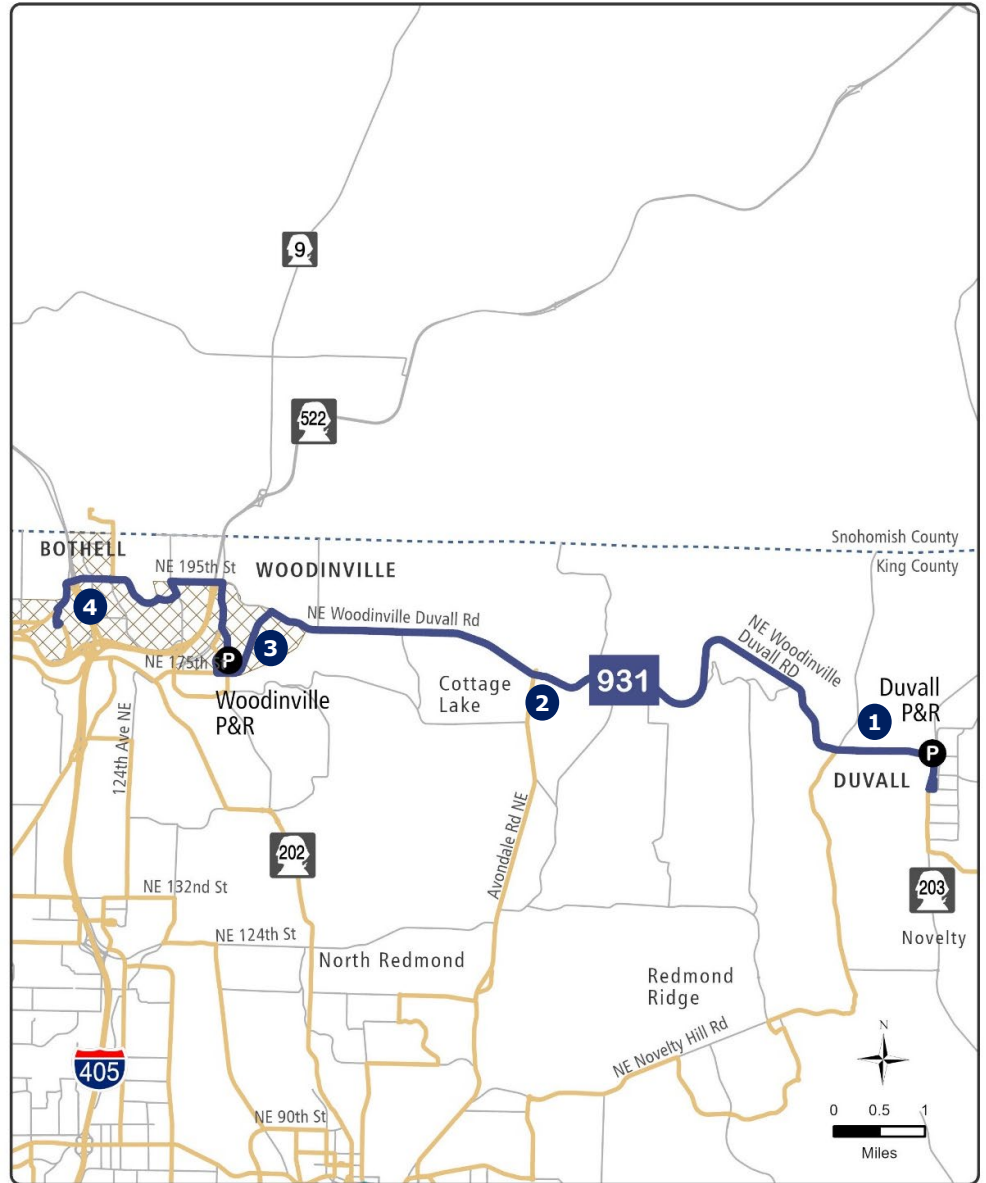 9
522
Snohomish County
King County
BOTHELL
NE 195th St
WOODINVILLE
4
NE Woodinville Duvall Rd
3
NE 175th S
P
Woodinville
P&R
Cottage
Lake
2
931
NE Woodinville
Duvall RD
1
Duvall
P&R
P
DUVALL
124th Ave NE
202
Avondale Rd NE
203
NE 132nd St
NE 124th St
Novelty
North Redmond
Redmond
Ridge
NE Novelty Hill Rd
405
NE 90th St
N
0 0.5 1
Miles